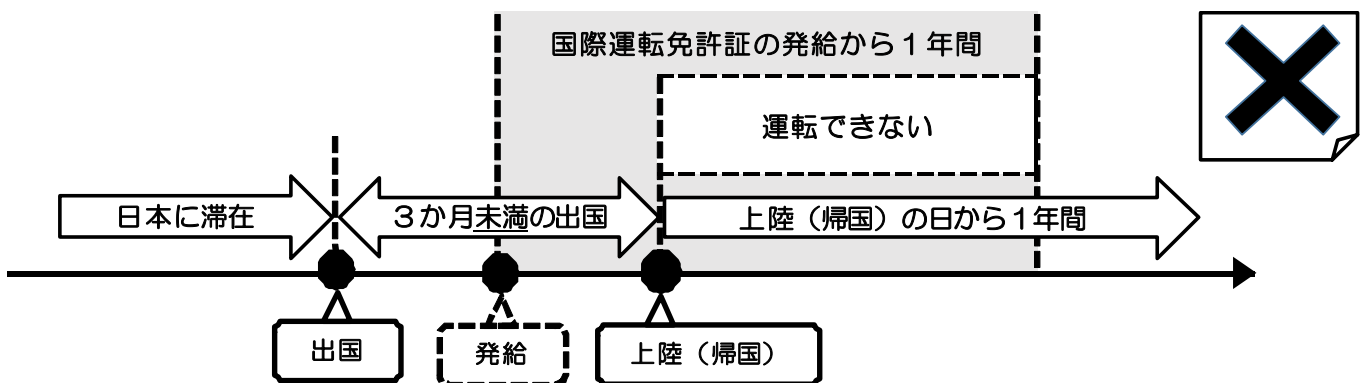 国際運転免許証の発給から１年間
運転できない
日本に滞在
３か月未満の出国
上陸（帰国）の日から１年間
出国
発給
上陸（帰国）